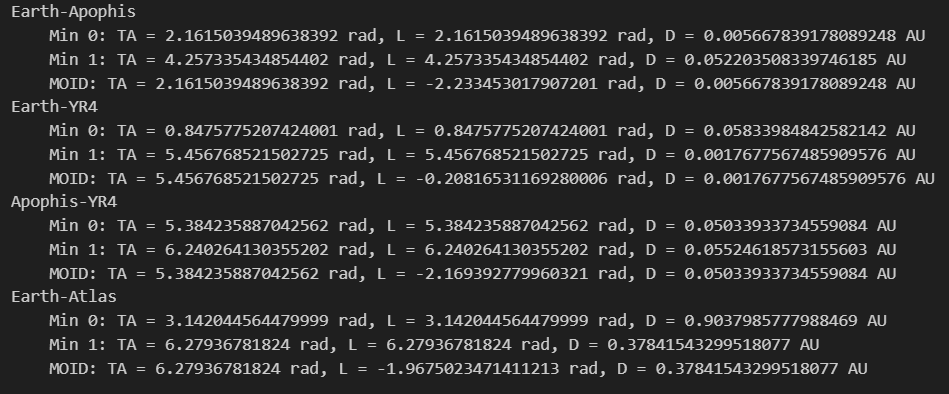 Earth-Apophis
Min 0: TA = 2.1615039489638392 rad, L = 2.1615039489638392 rad, D = 0.005667839178089248 AU
Min 1: TA = 4.257335434854402 rad, L = 4.257335434854402 rad, D = 0.052203508339746185 AU
MOID: TA = 2.1615039489638392 rad, L = -2.233453017907201 rad, D = 0.005667839178089248 AU
Earth-YR4
Min 0: TA = 0.8475775207424001 rad, L = 0.8475775207424001 rad, D = 0.05833984842582142 AU
Min 1: TA = 5.456768521502725 rad, L = 5.456768521502725 rad, D = 0.0017677567485909576 AU
MOID: TA = 5.456768521502725 rad, L = -0.20816531169280006 rad, D = 0.0017677567485909576 AU
Apophis-YR4
Min 0: TA = 5.384235887042562 rad, L = 5.384235887042562 rad, D = 0.05033933734559084 AU
Min 1: TA = 6.240264130355202 rad, L = 6.240264130355202 rad, D = 0.05524618573155603 AU
MOID: TA = 5.384235887042562 rad, L = -2.169392779960321 rad, D = 0.05033933734559084 AU
Earth-Atlas
Min 0: TA = 3.142044564479999 rad, L = 3.142044564479999 rad, D = 0.9037985777988469 AU
Min 1: TA = 6.27936781824 rad, L = 6.27936781824 rad, D = 0.37841543299518077 AU
MOID: TA = 6.27936781824 rad, L = -1.9675023471411213 rad, D = 0.37841543299518077 AU